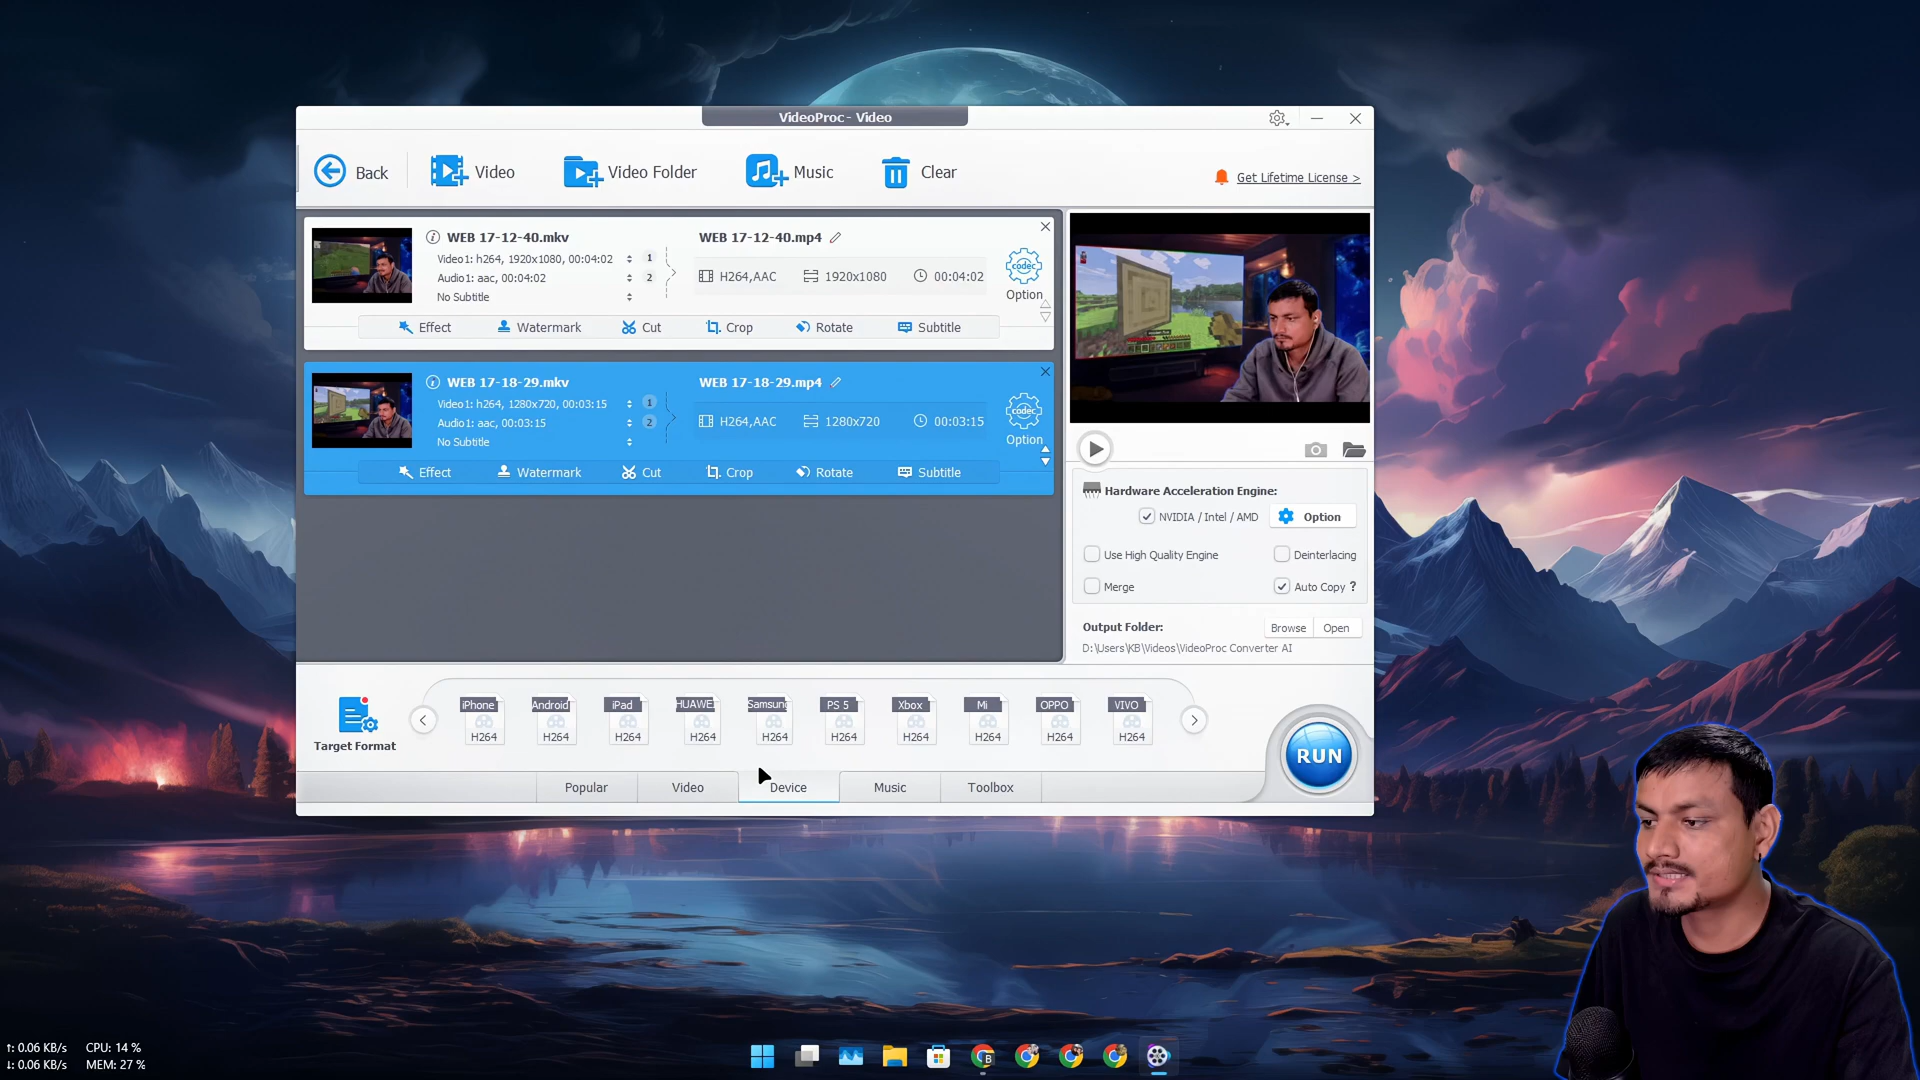 VideoProc - Video
Back
Video
Video Folder
Music
Clear
Get Lifetime License >
WEB 17-12-40.mkv
WEB 17-12-40.mp4
Video1: h264, 1920x1080, 00:04:02
1
Audio1: aac, 00:04:02
2
No Subtitle
H264,AAC
1920x1080
00:04:02
codec
Option
Effect
Watermark
Cut
Crop
Rotate
Subtitle
WEB 17-18-29.mkv
WEB 17-18-29.mp4
Video1: h264, 1280x720, 00:03:15
1
Audio1: aac, 00:03:15
2
No Subtitle
H264,AAC
1280x720
00:03:15
codec
Option
Effect
Watermark
Cut
Crop
Rotate
Subtitle
Hardware Acceleration Engine:
NVIDIA / Intel / AMD
Option
Use High Quality Engine
Deinterlacing
Merge
Auto Copy ?
Output Folder:
Browse
Open
D:\Users\KB\Videos\VideoProc Converter AI
Target Format
iPhone
H264
Android
H264
iPad
H264
HUAWEI
H264
Samsung
H264
PS 5
H264
Xbox
H264
Mi
H264
OPPO
H264
VIVO
H264
RUN
Popular
Video
Device
Music
Toolbox
↑: 0.06 KB/s CPU: 14 %
↓: 0.06 KB/s MEM: 27 %
B